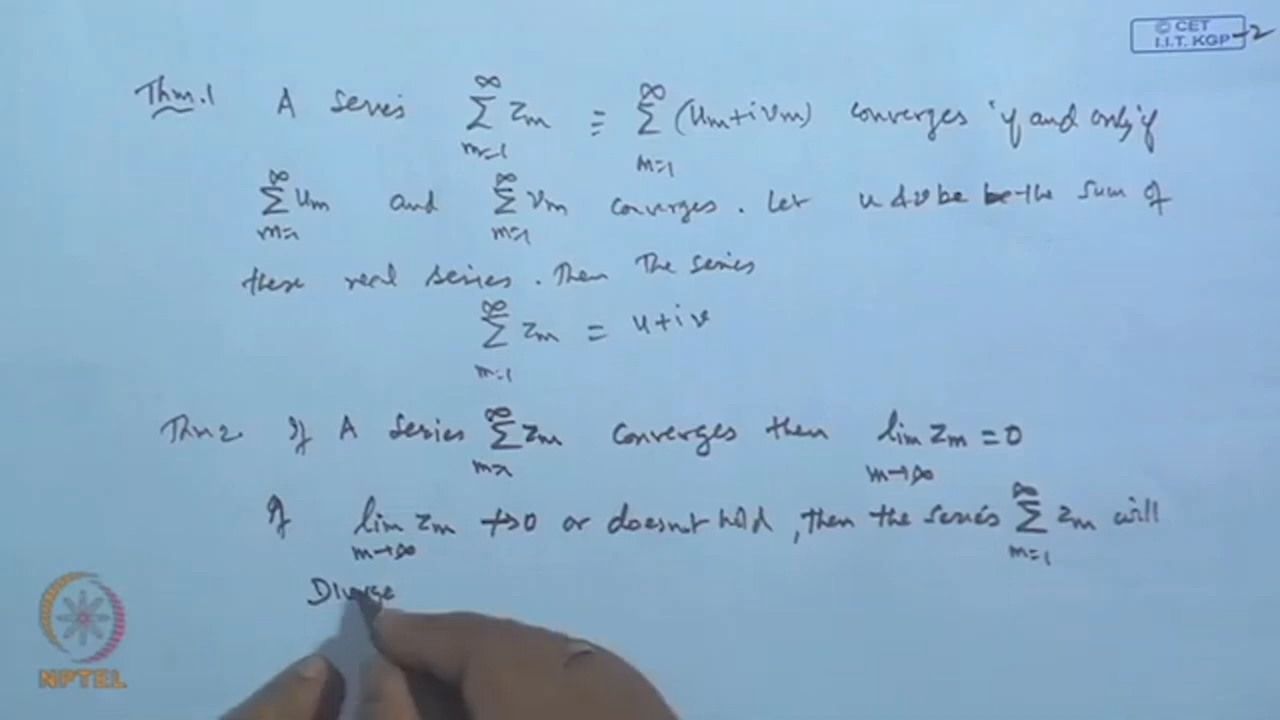 © CET
I.I.T. KGP
-2
Thm.1 A series ∑_{m=1}^{∞} z_m = ∑_{m=1}^{∞} (u_m + i v_m) converges if and only if
∑_{m=1}^{∞} u_m and ∑_{m=1}^{∞} v_m converges. Let u & v be the sum of
these real series. Then The series
∑_{m=1}^{∞} z_m = u + i v
Thm 2. If A series ∑_{m=1}^{∞} z_m converges then lim_{m→∞} z_m = 0
If lim_{m→∞} z_m ↛ 0 or doesnot hold, then the series ∑_{m=1}^{∞} z_m will
Diverge
NPTEL